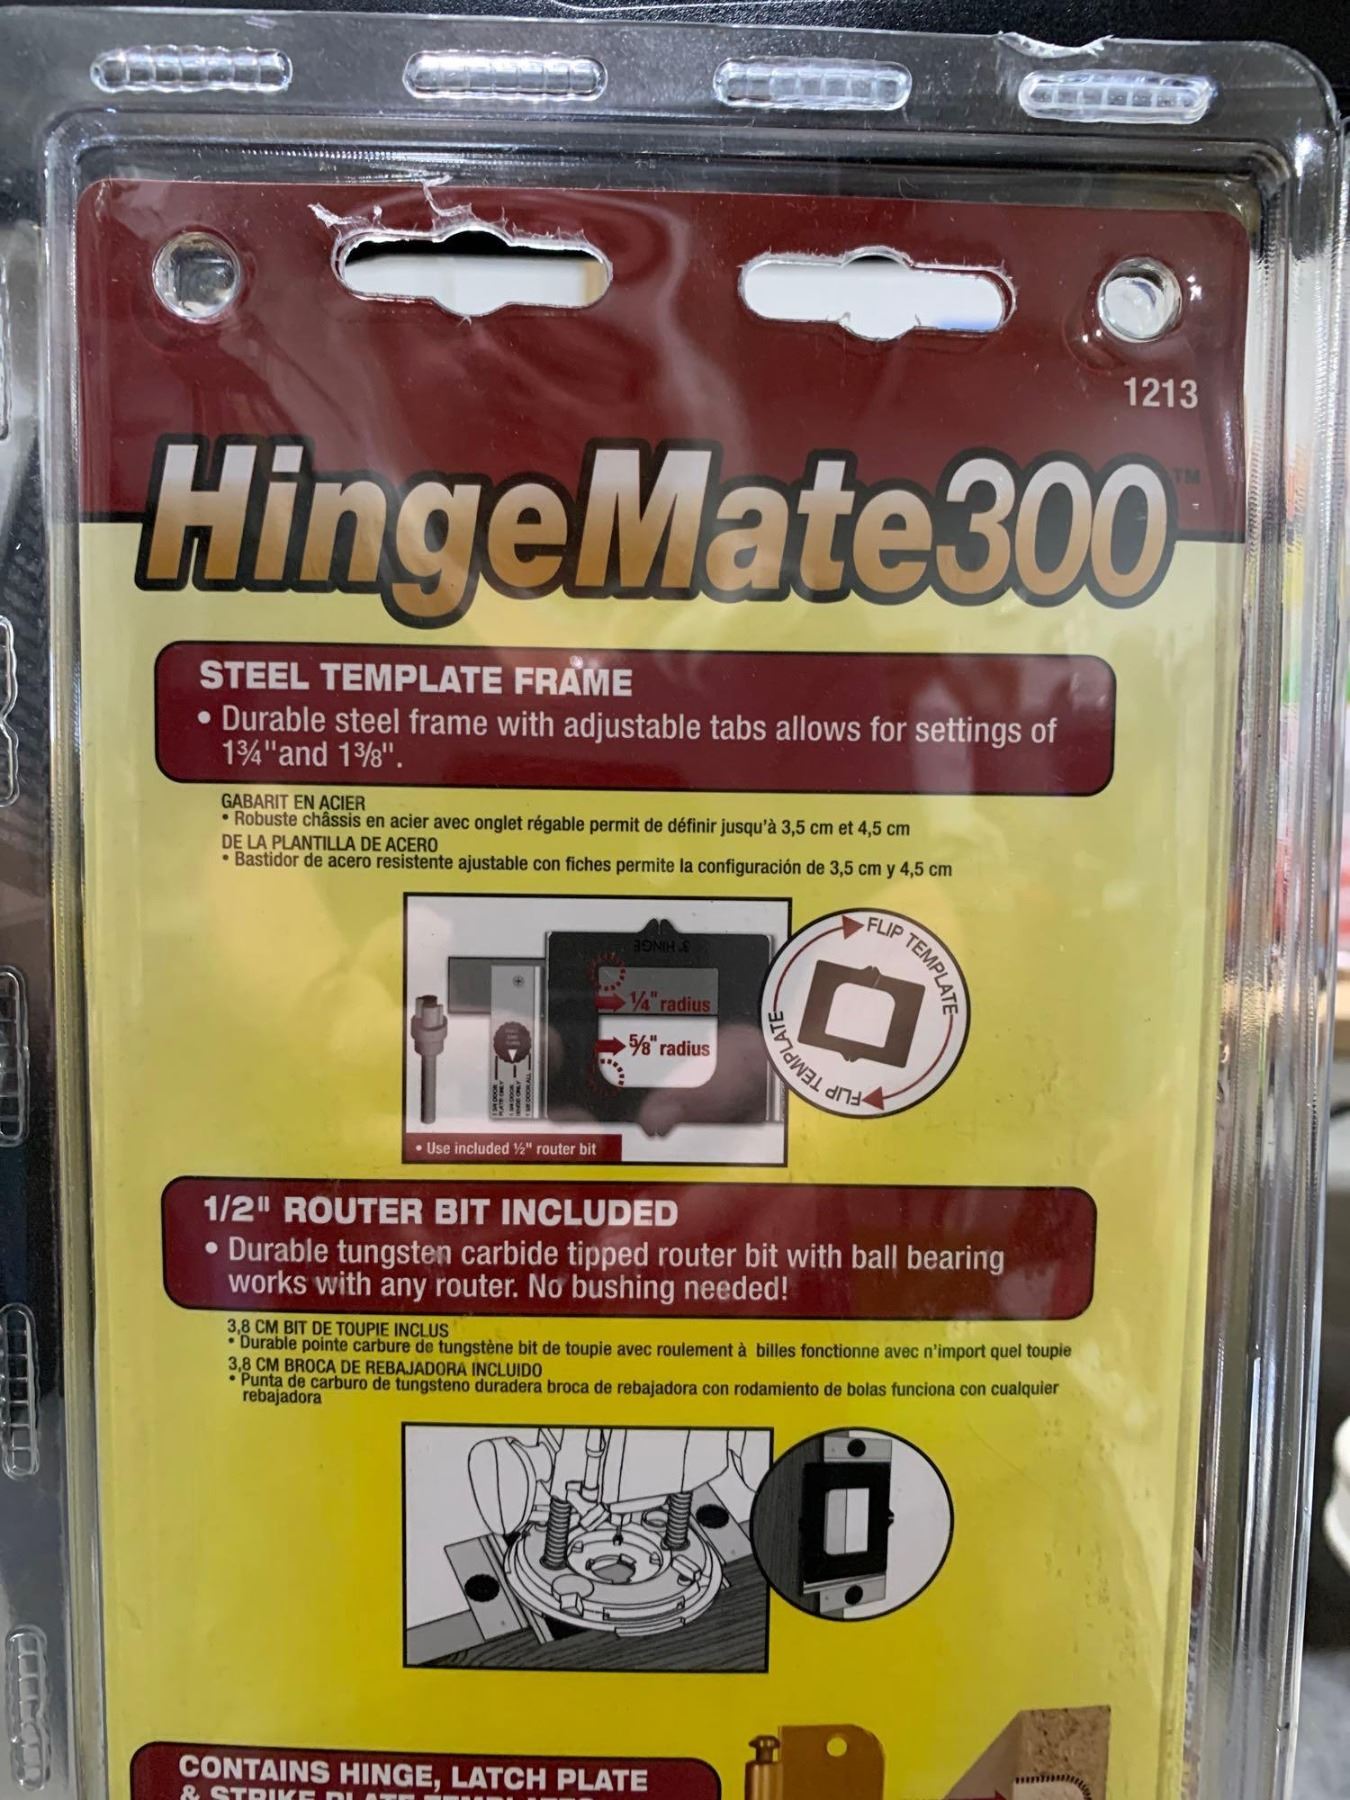 1213
HingeMate300™
STEEL TEMPLATE FRAME
• Durable steel frame with adjustable tabs allows for settings of
1¾"and 1⅜".
GABARIT EN ACIER
• Robuste châssis en acier avec onglet régable permit de définir jusqu'à 3,5 cm et 4,5 cm
DE LA PLANTILLA DE ACERO
• Bastidor de acero resistente ajustable con fiches permite la configuración de 3,5 cm y 4,5 cm
3" HINGE
1/4" radius
5/8" radius
FLIP TEMPLATE
FLIP TEMPLATE
• Use included ½" router bit
1/2" ROUTER BIT INCLUDED
• Durable tungsten carbide tipped router bit with ball bearing
works with any router. No bushing needed!
3,8 CM BIT DE TOUPIE INCLUS
• Durable pointe carbure de tungstène bit de toupie avec roulement à billes fonctionne avec n'import quel toupie
3,8 CM BROCA DE REBAJADORA INCLUIDO
• Punta de carburo de tungsteno duradera broca de rebajadora con rodamiento de bolas funciona con cualquier
rebajadora
CONTAINS HINGE, LATCH PLATE
& STRIKE PLATE TEMPLATES